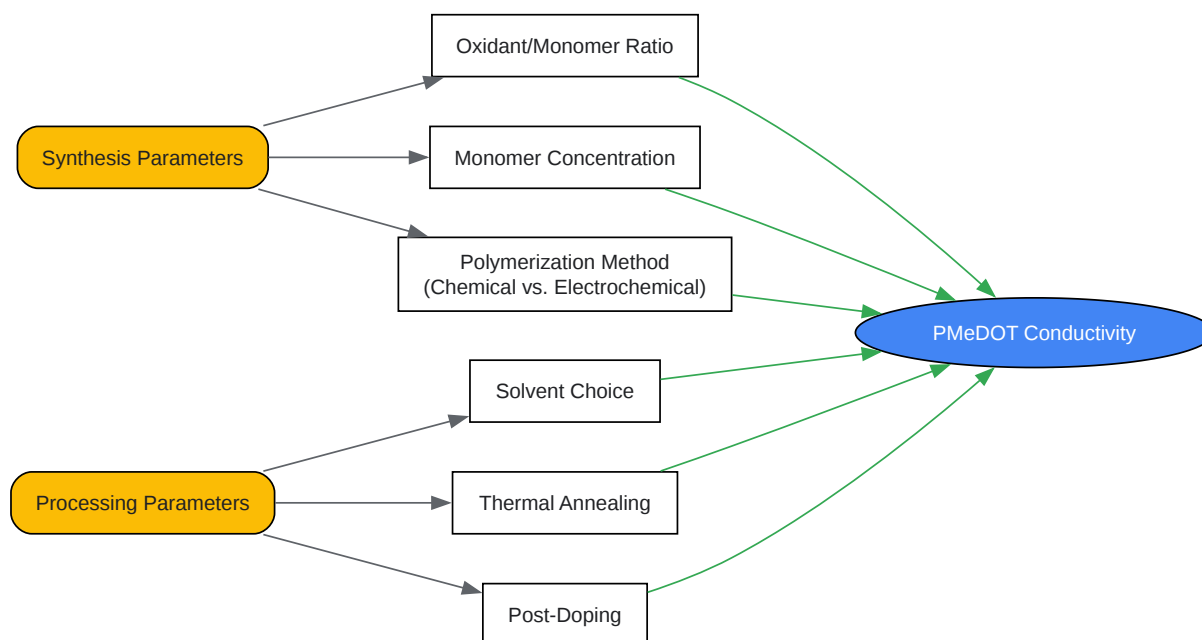 Oxidant/Monomer Ratio
Synthesis Parameters
Monomer Concentration
Polymerization Method
(Chemical vs. Electrochemical)
PMeDOT Conductivity
Solvent Choice
Processing Parameters
Thermal Annealing
Post-Doping